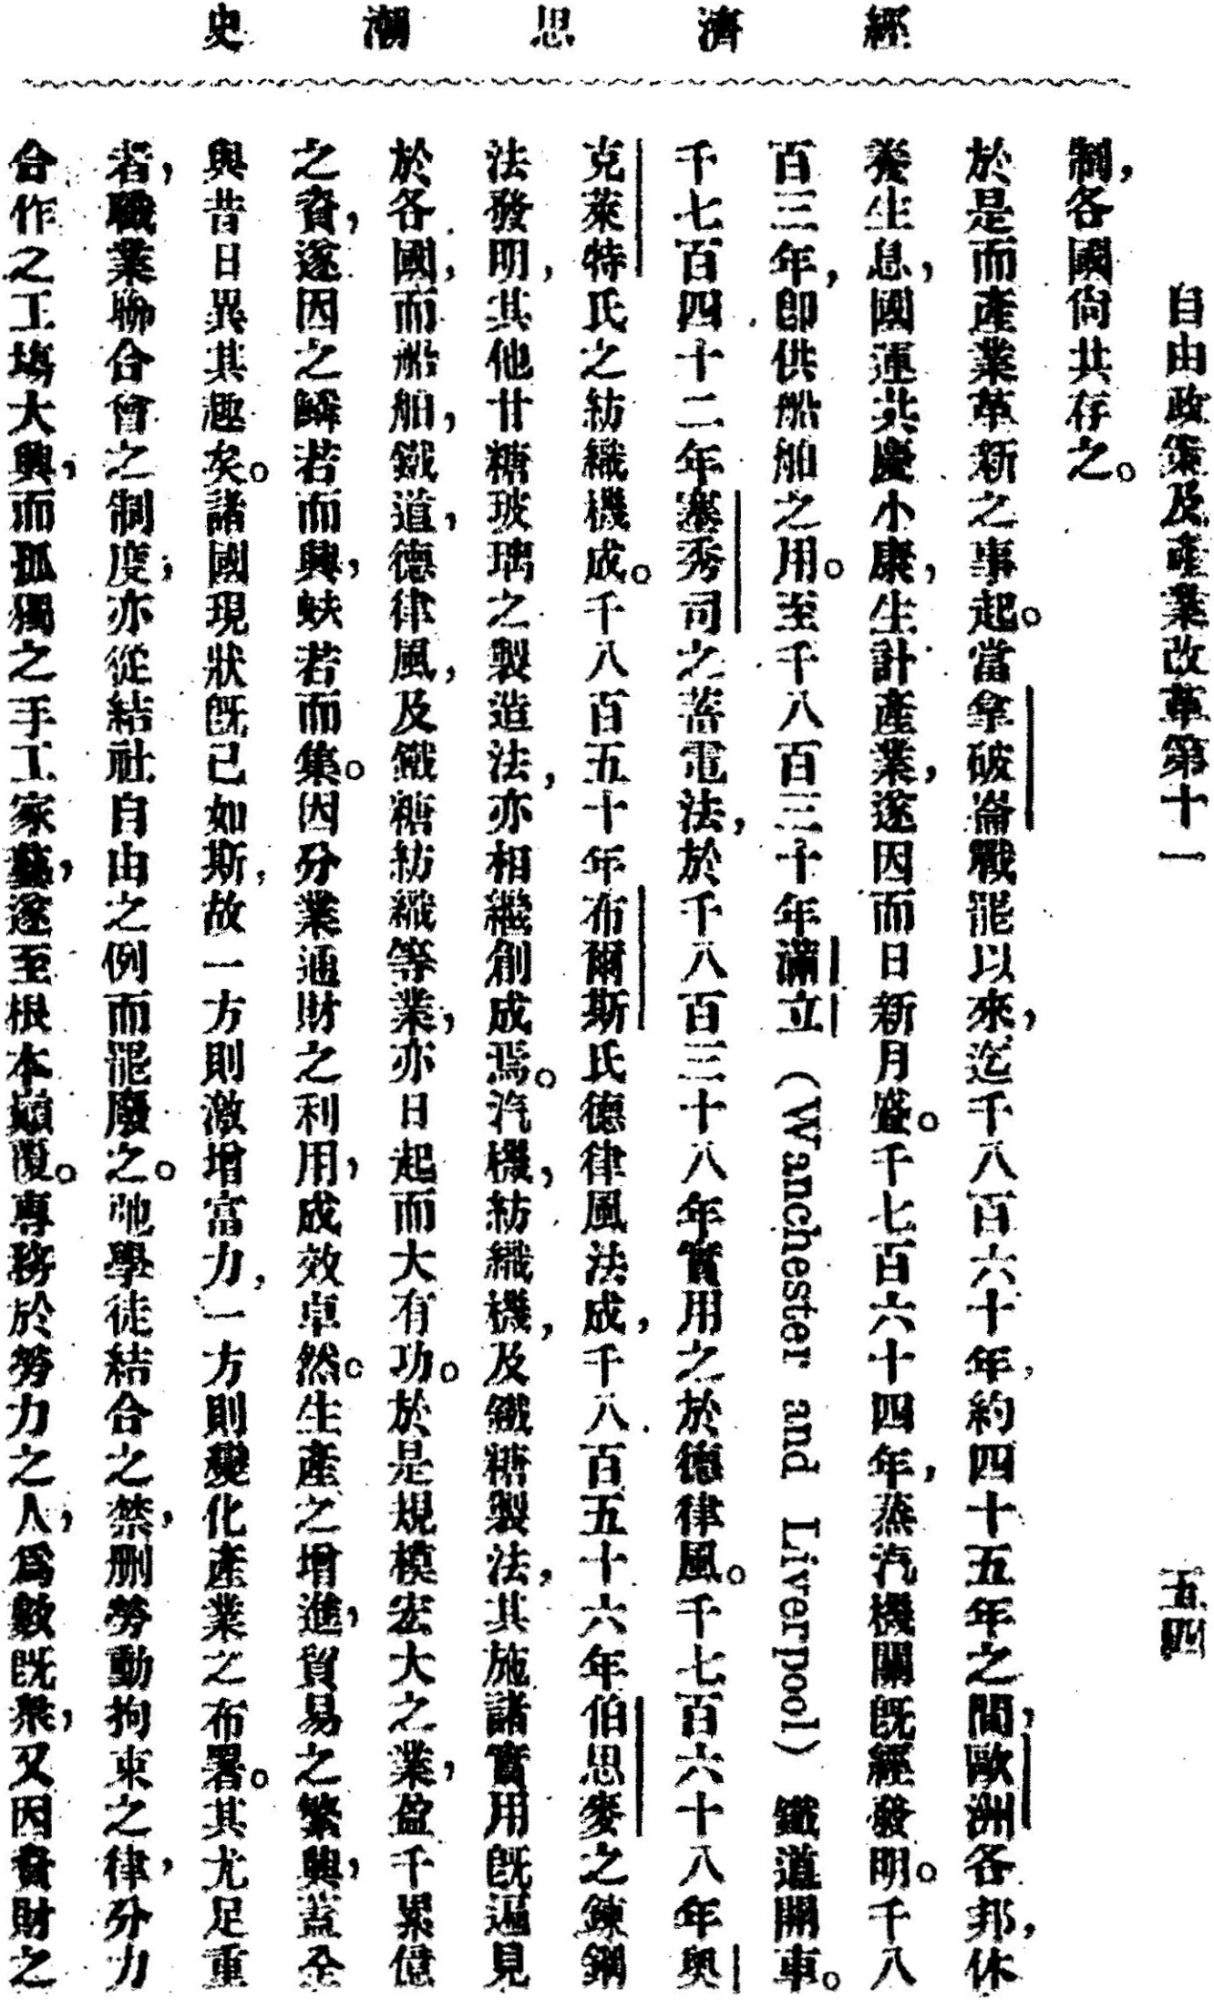 經濟思潮史
自由政策及產業改革第十一
五四
制，各國尙共存之。
於是而產業革新之事起。當拿破崙戰罷以來，迄千八百六十年，約四十五年之間，歐洲各邦，休
養生息，國運共慶小康，生計產業，遂因而日新月盛。千七百六十四年，蒸汽機關旣經發明。千八
百三年，卽供船舶之用。至千八百三十年滿立（Wanchester and Liverpool）鐵道開車。
千七百四十二年塞秀司之蓄電法，於千八百三十八年實用之於德律風。千七百六十八年奧
克萊特氏之紡織機成。千八百五十年布爾斯氏德律風法成，千八百五十六年伯思麥之鍊鋼
法發明，其他甘糖玻璃之製造法，亦相繼創成焉。汽機，紡織機，及鐵糖製法，其施諸實用旣遍見
於各國，而船舶，鐵道，德律風，及鐵糖紡織等業，亦日起而大有功。於是規模宏大之業，盈千累億
之資，遂因之鱗若而興，蚨若而集。因分業通財之利用，成效卓然。生產之增進，貿易之繁興，蓋全
與昔日異其趣矣。諸國現狀旣已如斯，故一方則激增富力，一方則變化產業之布署。其尤足重
者，職業聯合會之制度，亦從結社自由之例而罷廢之。弛學徒結合之禁，刪勞動拘束之律，分力
合作之工塲大興，而孤獨之手工家藝，遂至根本顚覆。專務於勞力之人，爲數旣衆，又因資財之